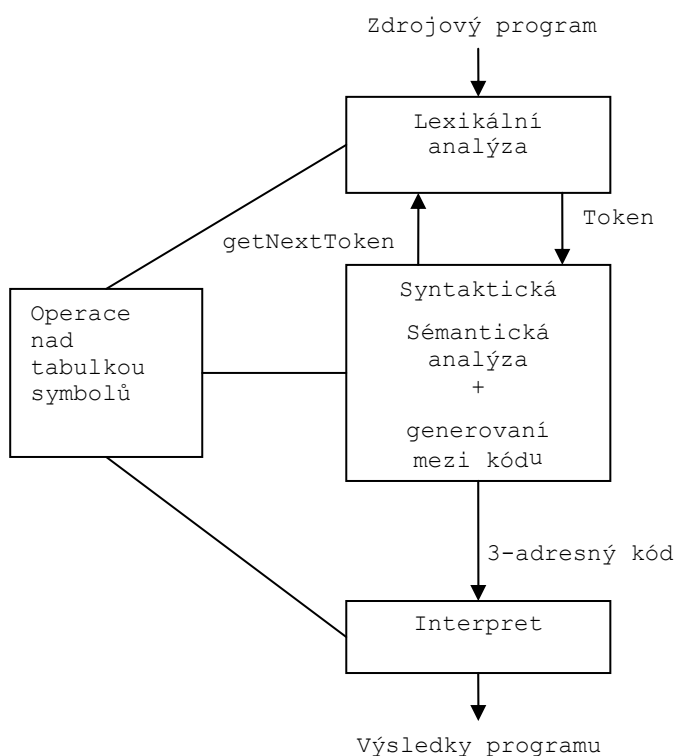 Zdrojový program
Lexikální
analýza
getNextToken
Token
Operace
nad
tabulkou
symbolů
Syntaktická
Sémantická
analýza
+
generovaní
mezi kódu
3-adresný kód
Interpret
Výsledky programu